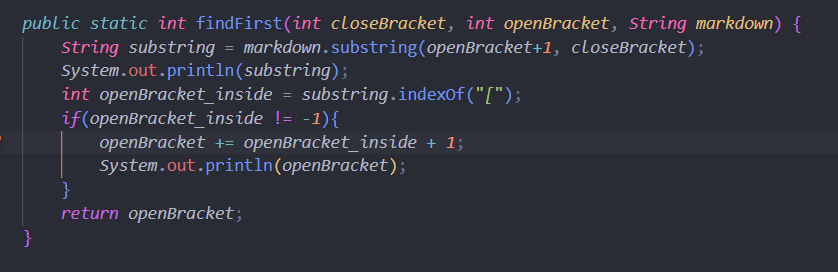 public static int findFirst(int closeBracket, int openBracket, String markdown) {
String substring = markdown.substring(openBracket+1, closeBracket);
System.out.println(substring);
int openBracket_inside = substring.indexOf("[");
if(openBracket_inside != -1){
openBracket += openBracket_inside + 1;
System.out.println(openBracket);
}
return openBracket;
}